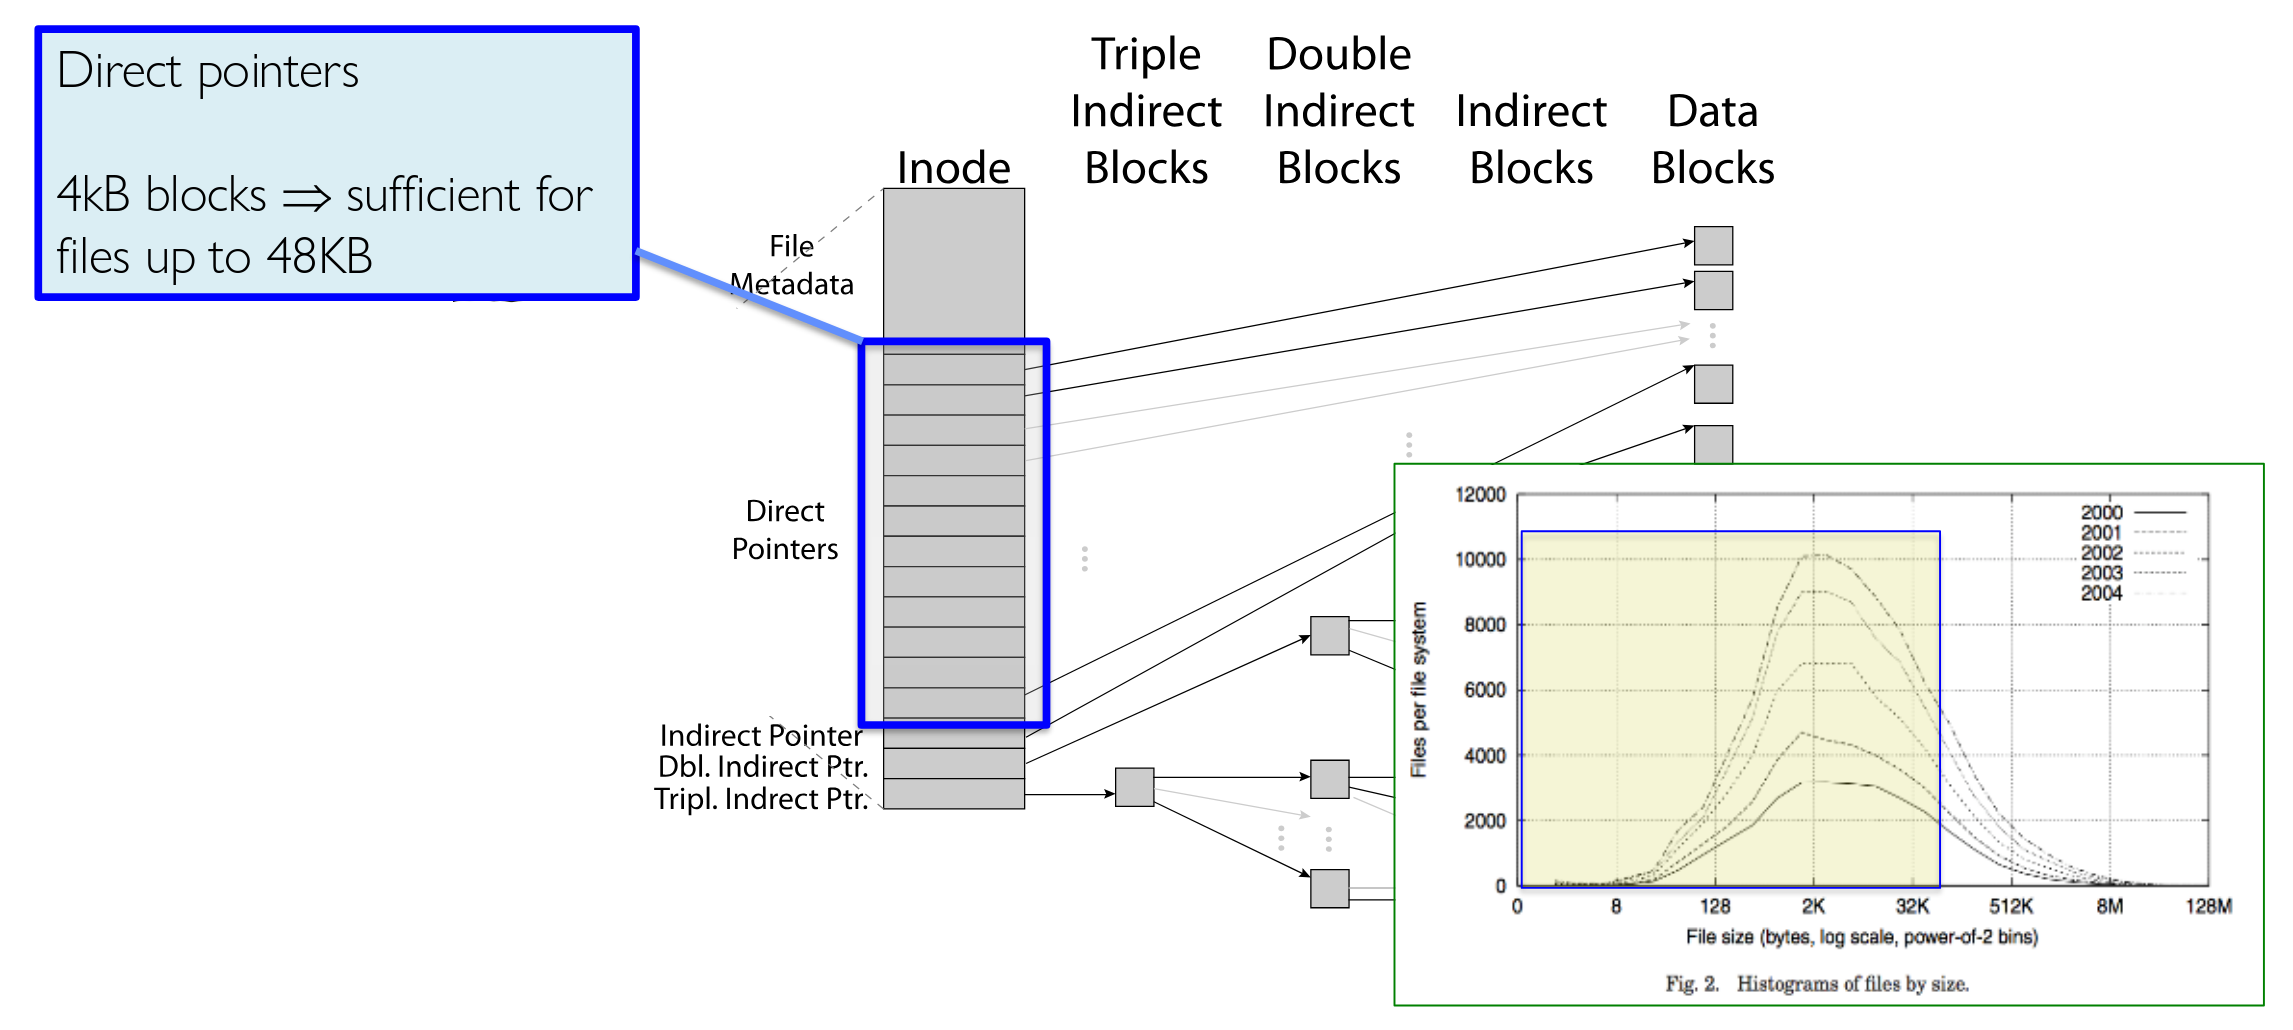 Direct pointers
4kB blocks ⇒ sufficient for
files up to 48KB
Triple
Indirect
Blocks
Double
Indirect
Blocks
Indirect
Blocks
Data
Blocks
Inode
File
Metadata
Direct
Pointers
Indirect Pointer
Dbl. Indirect Ptr.
Tripl. Indrect Ptr.
12000
10000
8000
6000
4000
2000
0
Files per file system
2000
2001
2002
2003
2004
0 8 128 2K 32K 512K 8M 128M
File size (bytes, log scale, power-of-2 bins)
Fig. 2. Histograms of files by size.